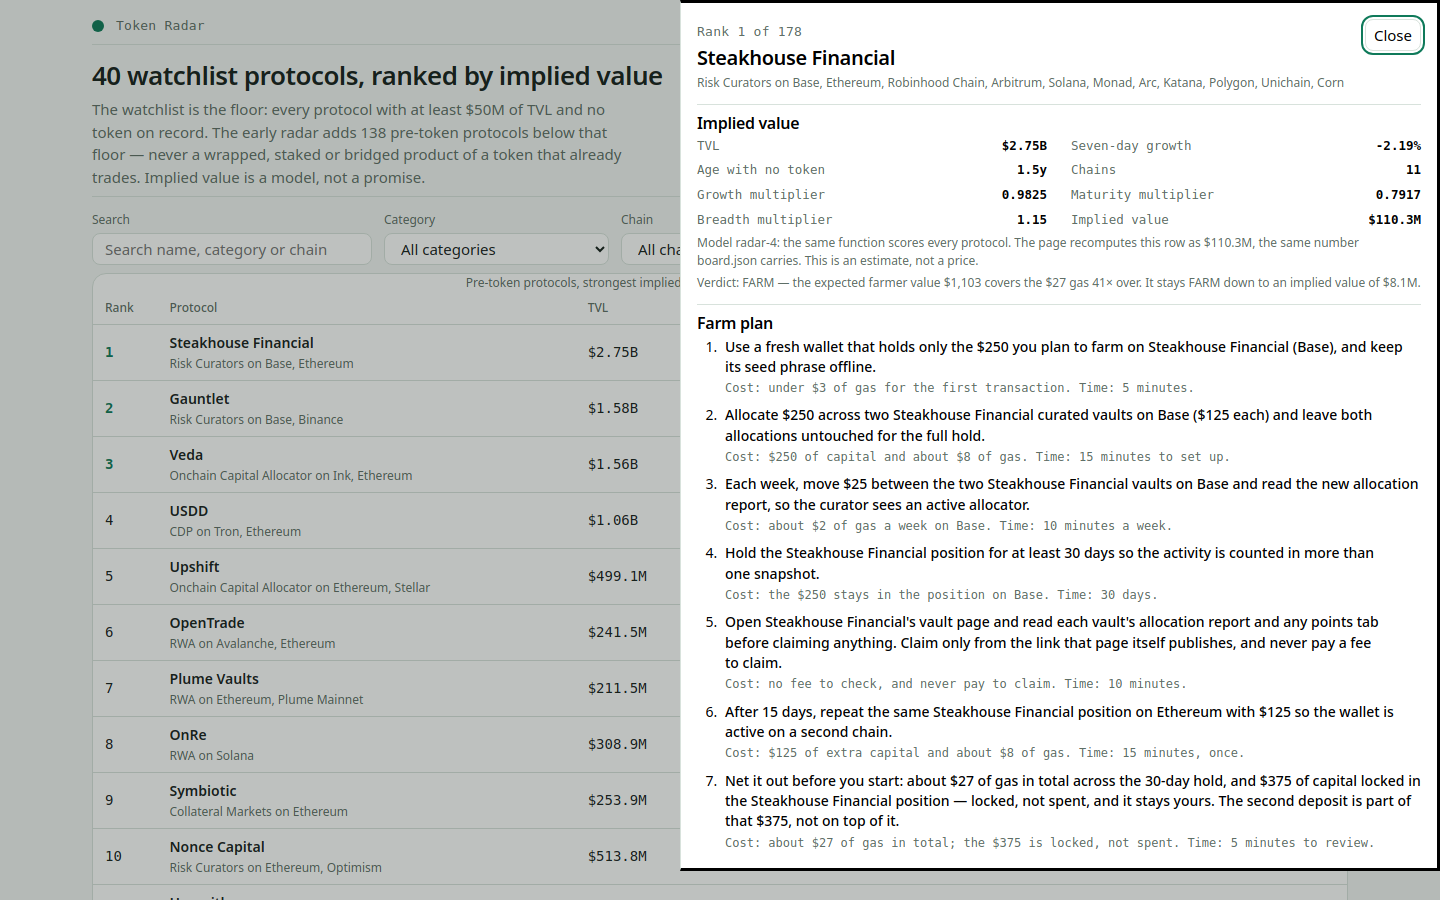 Token Radar
40 watchlist protocols, ranked by implied value
The watchlist is the floor: every protocol with at least $50M of TVL and no
token on record. The early radar adds 138 pre-token protocols below that
floor — never a wrapped, staked or bridged product of a token that already
trades. Implied value is a model, not a promise.
Search
Category
Chain
Search name, category or chain
All categories
All cha
Pre-token protocols, strongest implied
Rank
Protocol
TVL
1
Steakhouse Financial
Risk Curators on Base, Ethereum
$2.75B
2
Gauntlet
Risk Curators on Base, Binance
$1.58B
3
Veda
Onchain Capital Allocator on Ink, Ethereum
$1.56B
4
USDD
CDP on Tron, Ethereum
$1.06B
5
Upshift
Onchain Capital Allocator on Ethereum, Stellar
$499.1M
6
OpenTrade
RWA on Avalanche, Ethereum
$241.5M
7
Plume Vaults
RWA on Ethereum, Plume Mainnet
$211.5M
8
OnRe
RWA on Solana
$308.9M
9
Symbiotic
Collateral Markets on Ethereum
$253.9M
10
Nonce Capital
Risk Curators on Ethereum, Optimism
$513.8M
Rank 1 of 178
Close
Steakhouse Financial
Risk Curators on Base, Ethereum, Robinhood Chain, Arbitrum, Solana, Monad, Arc, Katana, Polygon, Unichain, Corn
Implied value
TVL $2.75B Seven-day growth -2.19%
Age with no token 1.5y Chains 11
Growth multiplier 0.9825 Maturity multiplier 0.7917
Breadth multiplier 1.15 Implied value $110.3M
Model radar-4: the same function scores every protocol. The page recomputes this row as $110.3M, the same number
board.json carries. This is an estimate, not a price.
Verdict: FARM — the expected farmer value $1,103 covers the $27 gas 41× over. It stays FARM down to an implied value of $8.1M.
Farm plan
1. Use a fresh wallet that holds only the $250 you plan to farm on Steakhouse Financial (Base), and keep
its seed phrase offline.
Cost: under $3 of gas for the first transaction. Time: 5 minutes.
2. Allocate $250 across two Steakhouse Financial curated vaults on Base ($125 each) and leave both
allocations untouched for the full hold.
Cost: $250 of capital and about $8 of gas. Time: 15 minutes to set up.
3. Each week, move $25 between the two Steakhouse Financial vaults on Base and read the new allocation
report, so the curator sees an active allocator.
Cost: about $2 of gas a week on Base. Time: 10 minutes a week.
4. Hold the Steakhouse Financial position for at least 30 days so the activity is counted in more than
one snapshot.
Cost: the $250 stays in the position on Base. Time: 30 days.
5. Open Steakhouse Financial's vault page and read each vault's allocation report and any points tab
before claiming anything. Claim only from the link that page itself publishes, and never pay a fee
to claim.
Cost: no fee to check, and never pay to claim. Time: 10 minutes.
6. After 15 days, repeat the same Steakhouse Financial position on Ethereum with $125 so the wallet is
active on a second chain.
Cost: $125 of extra capital and about $8 of gas. Time: 15 minutes, once.
7. Net it out before you start: about $27 of gas in total across the 30-day hold, and $375 of capital locked in
the Steakhouse Financial position — locked, not spent, and it stays yours. The second deposit is part of
that $375, not on top of it.
Cost: about $27 of gas in total; the $375 is locked, not spent. Time: 5 minutes to review.